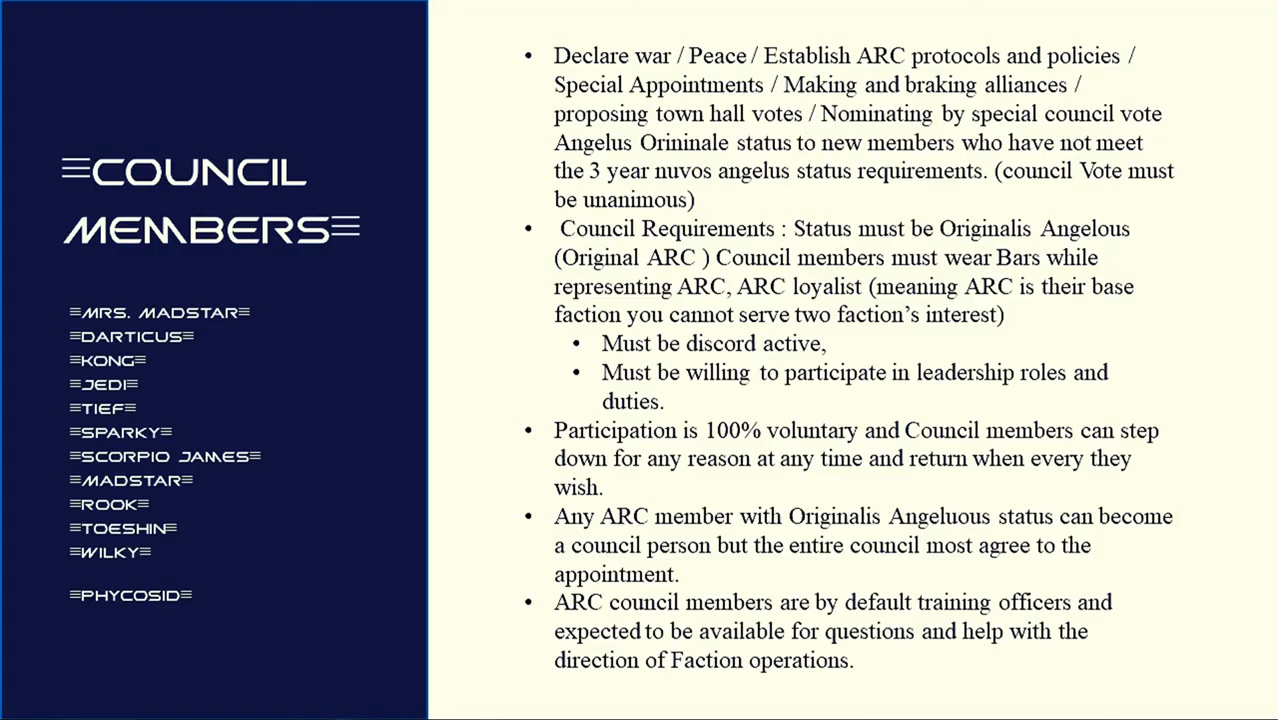 ≡COUNCIL
MEMBERS≡
≡MRS. MADSTAR≡
≡DARTICUS≡
≡KONG≡
≡JEDI≡
≡TIEF≡
≡SPARKY≡
≡SCORPIO JAMES≡
≡MADSTAR≡
≡ROOK≡
≡TOESHIN≡
≡WILKY≡
≡PHYCOSID≡
• Declare war / Peace / Establish ARC protocols and policies /
Special Appointments / Making and braking alliances /
proposing town hall votes / Nominating by special council vote
Angelus Orininale status to new members who have not meet
the 3 year nuvos angelus status requirements. (council Vote must
be unanimous)
• Council Requirements : Status must be Originalis Angelous
(Original ARC ) Council members must wear Bars while
representing ARC, ARC loyalist (meaning ARC is their base
faction you cannot serve two faction's interest)
• Must be discord active,
• Must be willing to participate in leadership roles and
duties.
• Participation is 100% voluntary and Council members can step
down for any reason at any time and return when every they
wish.
• Any ARC member with Originalis Angeluous status can become
a council person but the entire council most agree to the
appointment.
• ARC council members are by default training officers and
expected to be available for questions and help with the
direction of Faction operations.